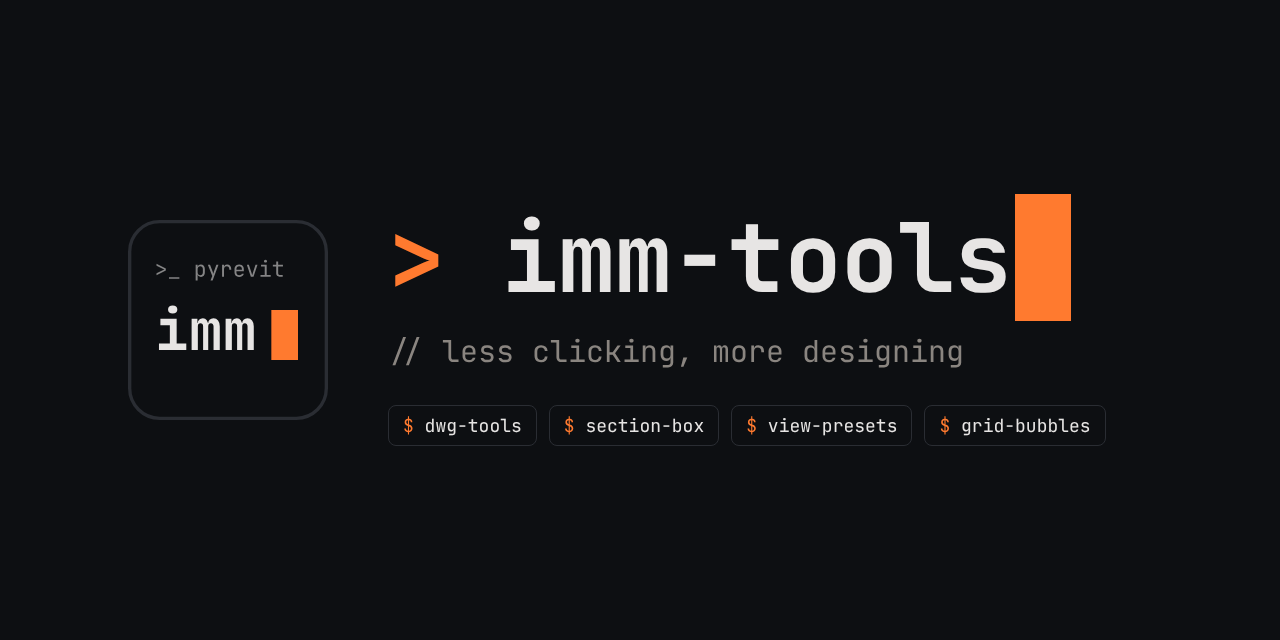 >_ pyrevit
imm
> imm-tools
// less clicking, more designing
$ dwg-tools
$ section-box
$ view-presets
$ grid-bubbles